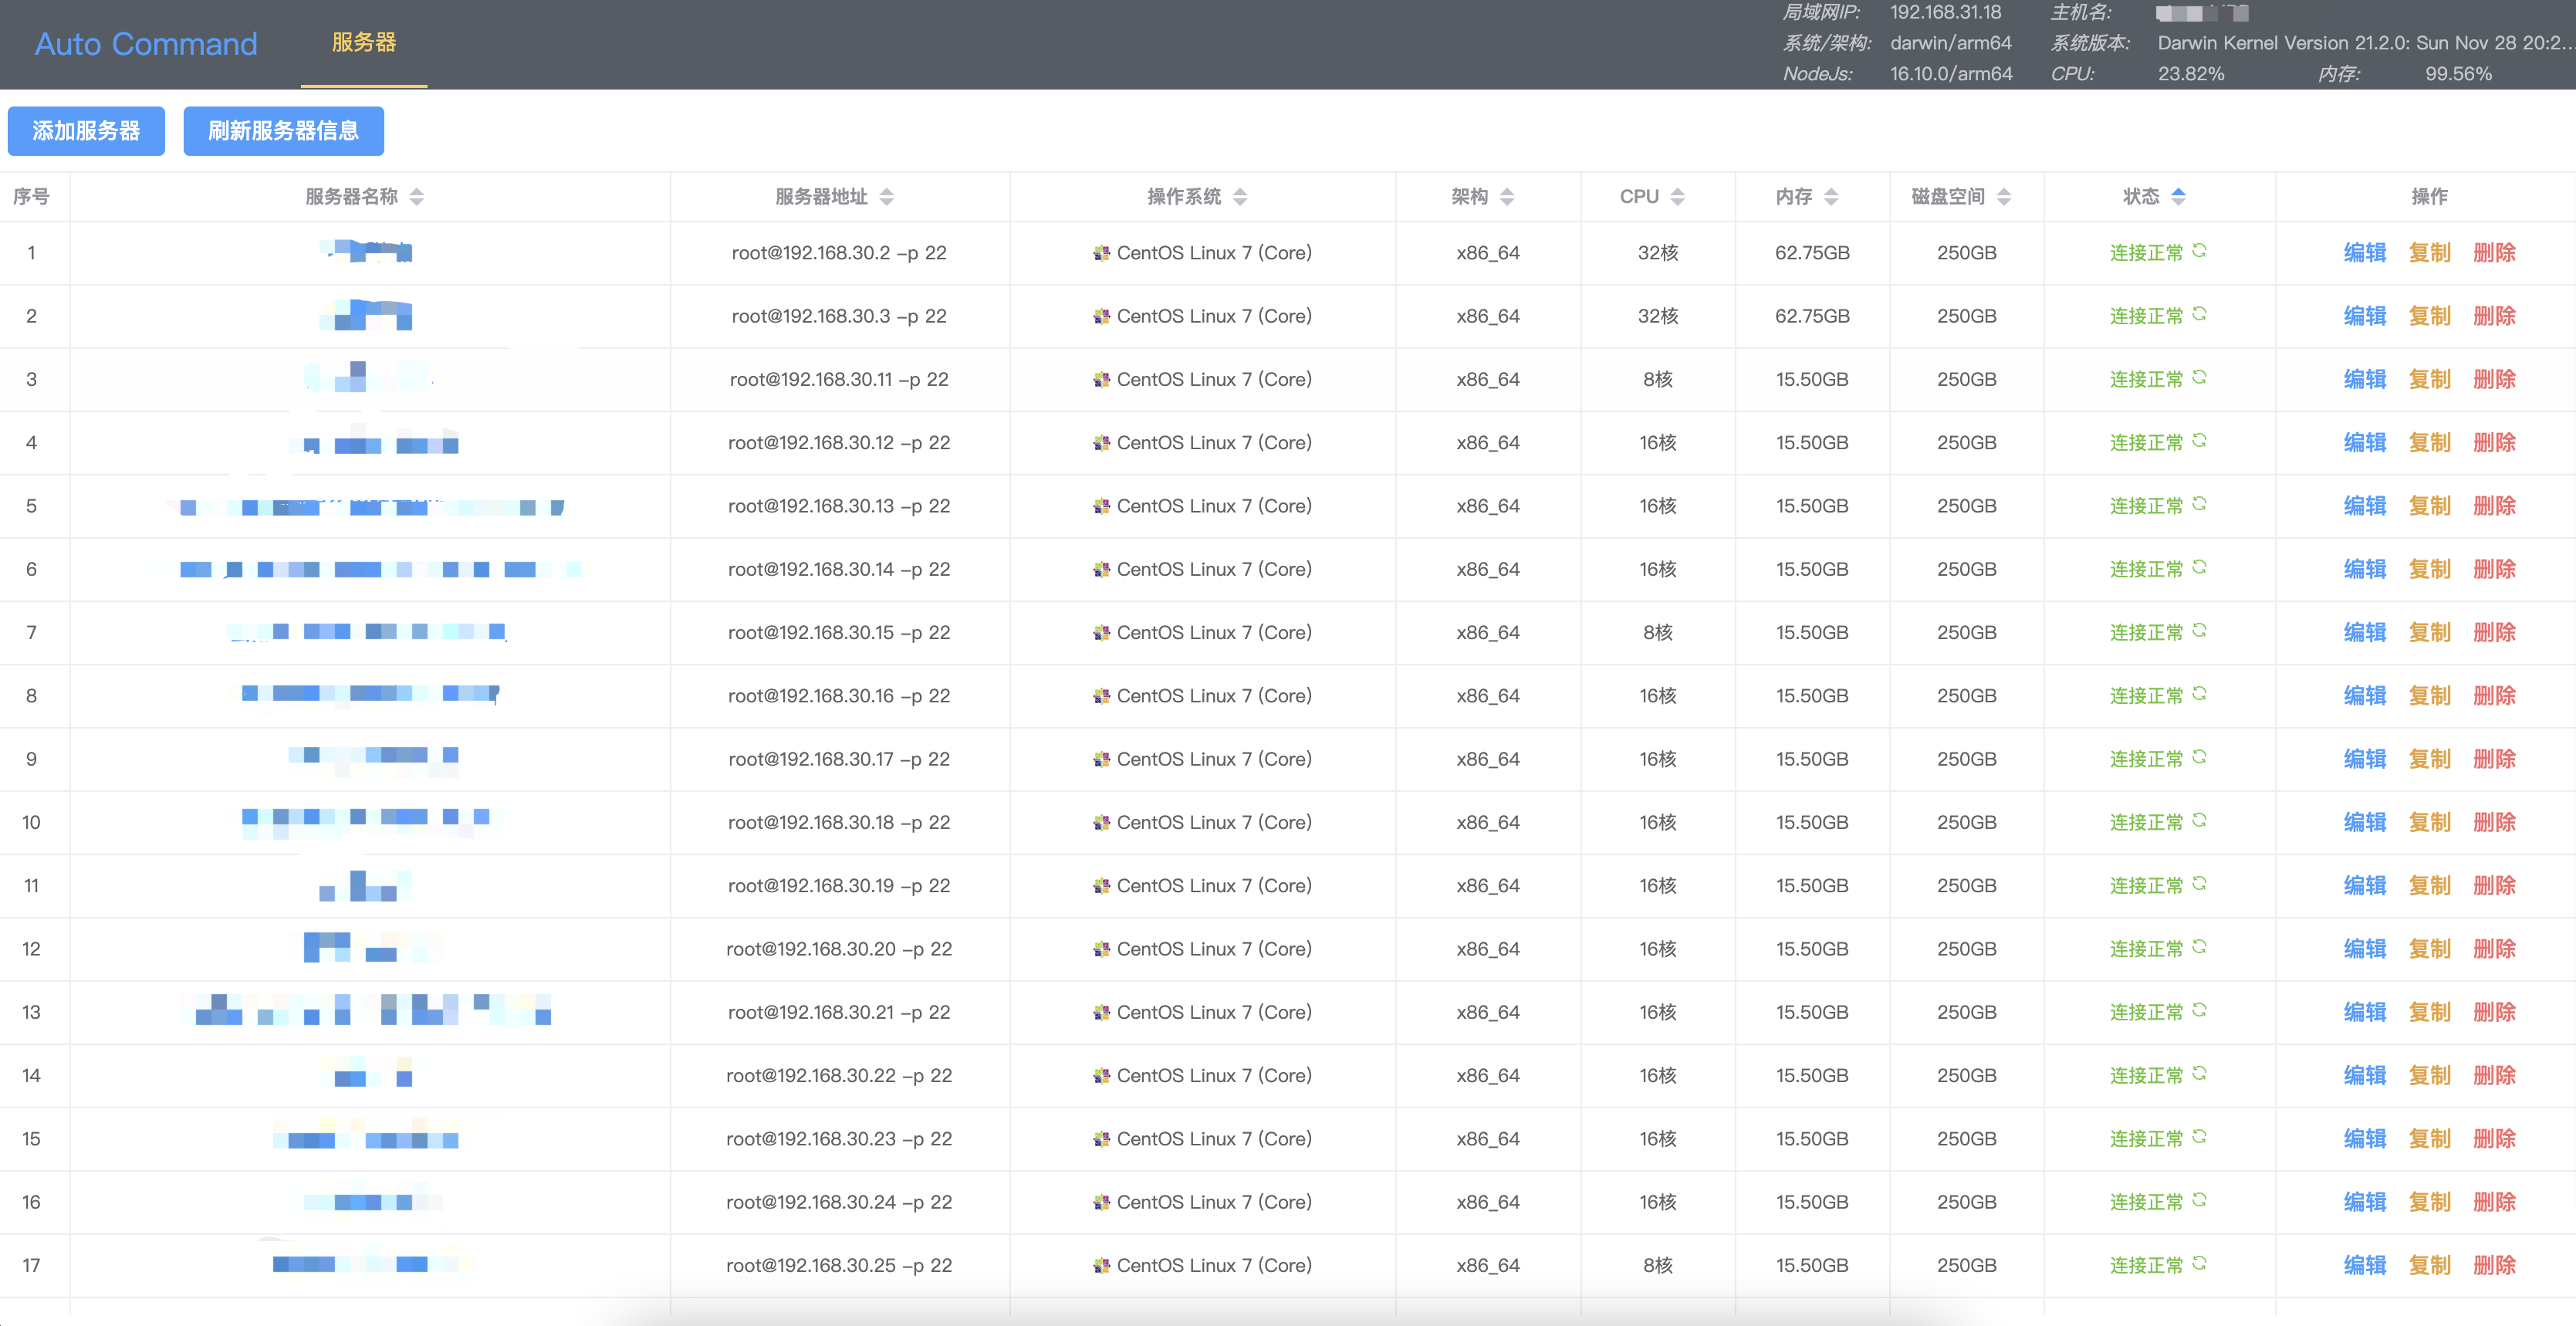 Auto Command 服务器
局域网IP: 192.168.31.18 主机名:
系统/架构: darwin/arm64 系统版本: Darwin Kernel Version 21.2.0: Sun Nov 28 20:2...
NodeJs: 16.10.0/arm64 CPU: 23.82% 内存: 99.56%
添加服务器 刷新服务器信息
序号 服务器名称 服务器地址 操作系统 架构 CPU 内存 磁盘空间 状态 操作
1 root@192.168.30.2 -p 22 CentOS Linux 7 (Core) x86_64 32核 62.75GB 250GB 连接正常 编辑 复制 删除
2 root@192.168.30.3 -p 22 CentOS Linux 7 (Core) x86_64 32核 62.75GB 250GB 连接正常 编辑 复制 删除
3 root@192.168.30.11 -p 22 CentOS Linux 7 (Core) x86_64 8核 15.50GB 250GB 连接正常 编辑 复制 删除
4 root@192.168.30.12 -p 22 CentOS Linux 7 (Core) x86_64 16核 15.50GB 250GB 连接正常 编辑 复制 删除
5 root@192.168.30.13 -p 22 CentOS Linux 7 (Core) x86_64 16核 15.50GB 250GB 连接正常 编辑 复制 删除
6 root@192.168.30.14 -p 22 CentOS Linux 7 (Core) x86_64 16核 15.50GB 250GB 连接正常 编辑 复制 删除
7 root@192.168.30.15 -p 22 CentOS Linux 7 (Core) x86_64 8核 15.50GB 250GB 连接正常 编辑 复制 删除
8 root@192.168.30.16 -p 22 CentOS Linux 7 (Core) x86_64 16核 15.50GB 250GB 连接正常 编辑 复制 删除
9 root@192.168.30.17 -p 22 CentOS Linux 7 (Core) x86_64 16核 15.50GB 250GB 连接正常 编辑 复制 删除
10 root@192.168.30.18 -p 22 CentOS Linux 7 (Core) x86_64 16核 15.50GB 250GB 连接正常 编辑 复制 删除
11 root@192.168.30.19 -p 22 CentOS Linux 7 (Core) x86_64 16核 15.50GB 250GB 连接正常 编辑 复制 删除
12 root@192.168.30.20 -p 22 CentOS Linux 7 (Core) x86_64 16核 15.50GB 250GB 连接正常 编辑 复制 删除
13 root@192.168.30.21 -p 22 CentOS Linux 7 (Core) x86_64 16核 15.50GB 250GB 连接正常 编辑 复制 删除
14 root@192.168.30.22 -p 22 CentOS Linux 7 (Core) x86_64 16核 15.50GB 250GB 连接正常 编辑 复制 删除
15 root@192.168.30.23 -p 22 CentOS Linux 7 (Core) x86_64 16核 15.50GB 250GB 连接正常 编辑 复制 删除
16 root@192.168.30.24 -p 22 CentOS Linux 7 (Core) x86_64 16核 15.50GB 250GB 连接正常 编辑 复制 删除
17 root@192.168.30.25 -p 22 CentOS Linux 7 (Core) x86_64 8核 15.50GB 250GB 连接正常 编辑 复制 删除